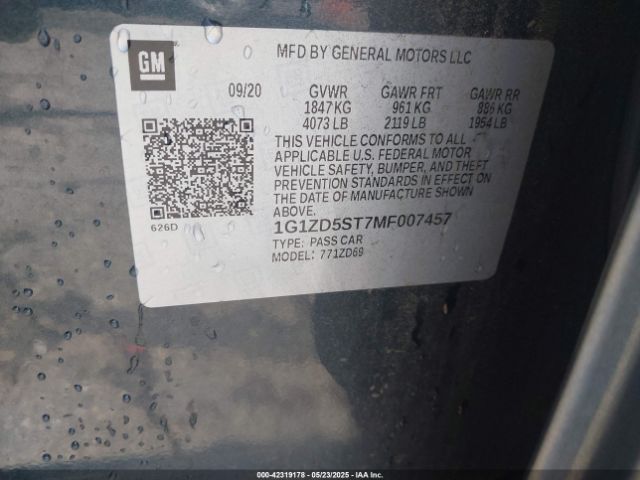 GM
MFD BY GENERAL MOTORS LLC
09/20 GVWR GAWR FRT GAWR RR
1847 KG 961 KG 886 KG
4073 LB 2119 LB 1954 LB
THIS VEHICLE CONFORMS TO ALL
APPLICABLE U.S. FEDERAL MOTOR
VEHICLE SAFETY, BUMPER, AND THEFT
PREVENTION STANDARDS IN EFFECT ON
THE DATE OF MANUFACTURE SHOWN
ABOVE.
626D
1G1ZD5ST7MF007457
TYPE: PASS CAR
MODEL: 771ZD69
000-42319178 - 05/23/2025 - IAA Inc.